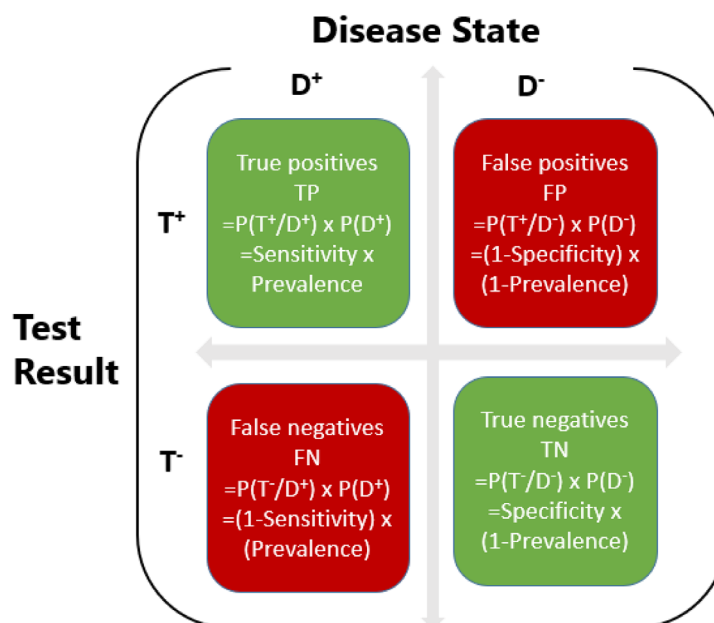 Disease State
D⁺ D⁻
True positives
TP
=P(T⁺/D⁺) x P(D⁺)
=Sensitivity x
Prevalence
False positives
FP
=P(T⁺/D⁻) x P(D⁻)
=(1-Specificity) x
(1-Prevalence)
T⁺
Test
Result
T⁻
False negatives
FN
=P(T⁻/D⁺) x P(D⁺)
=(1-Sensitivity) x
(Prevalence)
True negatives
TN
=P(T⁻/D⁻) x P(D⁻)
=Specificity x
(1-Prevalence)